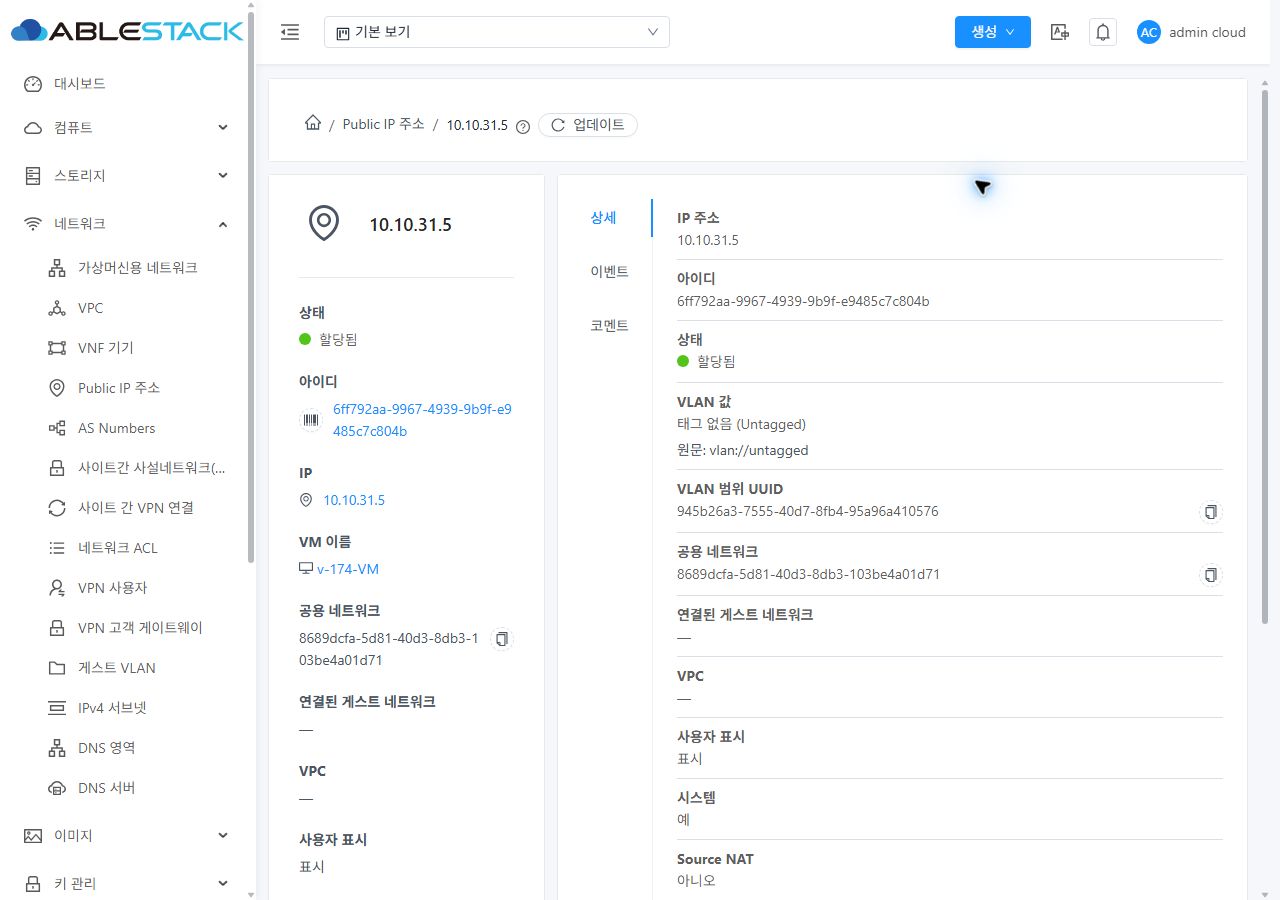 ABLESTACK
기본 보기
생성
AC
admin cloud
대시보드
컴퓨트
스토리지
네트워크
가상머신용 네트워크
VPC
VNF 기기
Public IP 주소
AS Numbers
사이트간 사설네트워크(...
사이트 간 VPN 연결
네트워크 ACL
VPN 사용자
VPN 고객 게이트웨이
게스트 VLAN
IPv4 서브넷
DNS 영역
DNS 서버
이미지
키 관리
/ Public IP 주소 / 10.10.31.5
업데이트
10.10.31.5
상태
할당됨
아이디
6ff792aa-9967-4939-9b9f-e9
485c7c804b
IP
10.10.31.5
VM 이름
v-174-VM
공용 네트워크
8689dcfa-5d81-40d3-8db3-1
03be4a01d71
연결된 게스트 네트워크
—
VPC
—
사용자 표시
표시
상세
이벤트
코멘트
IP 주소
10.10.31.5
아이디
6ff792aa-9967-4939-9b9f-e9485c7c804b
상태
할당됨
VLAN 값
태그 없음 (Untagged)
원문: vlan://untagged
VLAN 범위 UUID
945b26a3-7555-40d7-8fb4-95a96a410576
공용 네트워크
8689dcfa-5d81-40d3-8db3-103be4a01d71
연결된 게스트 네트워크
—
VPC
—
사용자 표시
표시
시스템
예
Source NAT
아니오